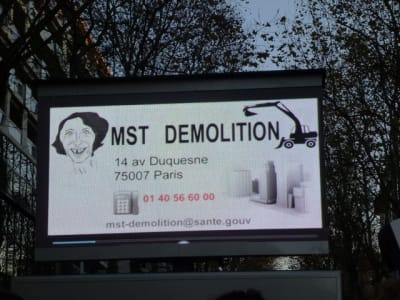 MST DEMOLITION
14 av Duquesne
75007 Paris
01 40 56 60 00
mst-demolition@sante.gouv